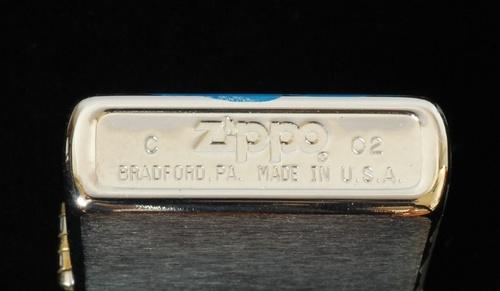 C Zippo 02
BRADFORD, PA. MADE IN U.S.A.